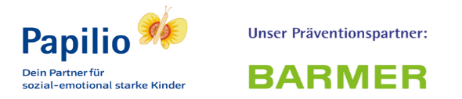 Papilio
Dein Partner für
sozial-emotional starke Kinder
Unser Präventionspartner:
BARMER